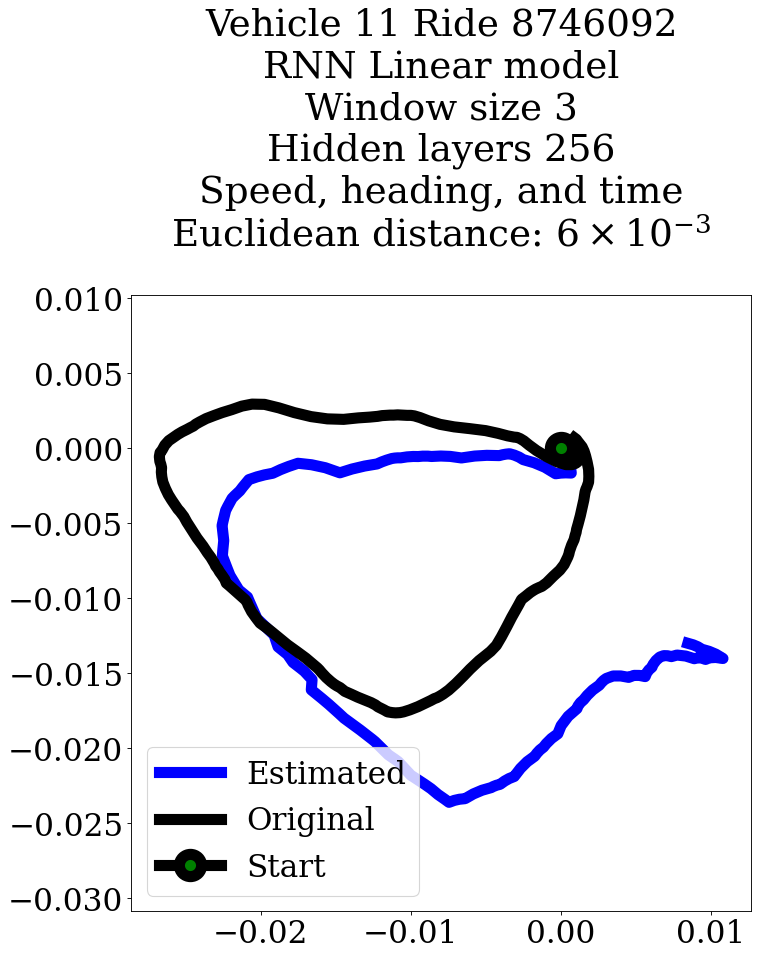 Vehicle 11 Ride 8746092
RNN Linear model
Window size 3
Hidden layers 256
Speed, heading, and time
Euclidean distance: 6 × 10⁻³
0.010
0.005
0.000
−0.005
−0.010
−0.015
−0.020
−0.025
−0.030
Estimated
Original
Start
−0.02 −0.01 0.00 0.01